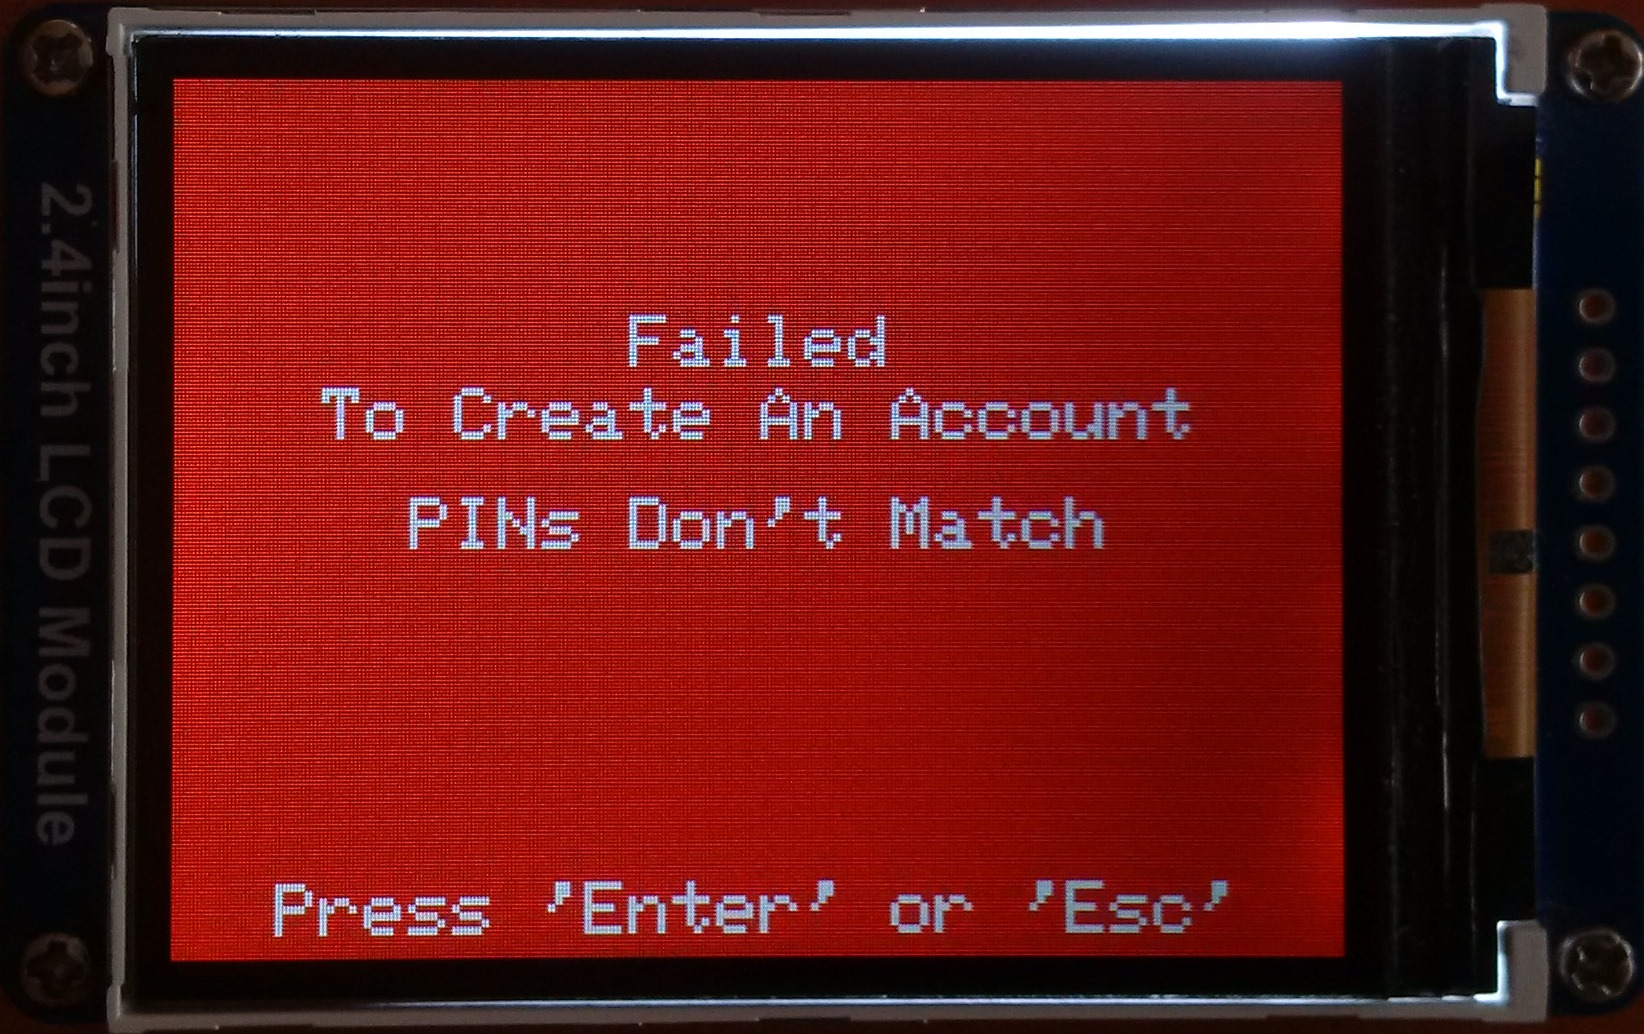 Failed
To Create An Account
PINs Don't Match
Press 'Enter' or 'Esc'
2.4inch LCD Module